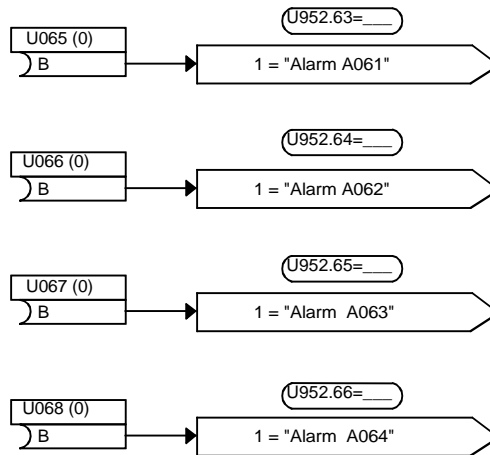 U952.63=___
U065 (0)
B
1 = "Alarm A061"
U952.64=___
U066 (0)
B
1 = "Alarm A062"
U952.65=___
U067 (0)
B
1 = "Alarm  A063"
U952.66=___
U068 (0)
B
1 = "Alarm  A064"